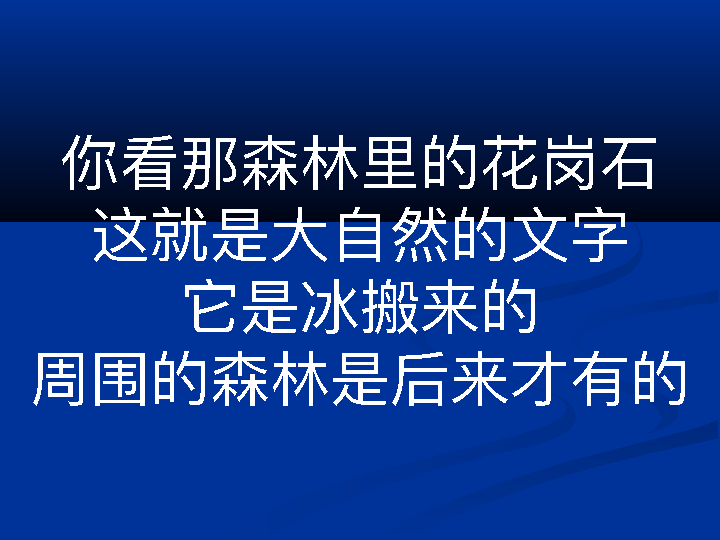 你看那森林里的花岗石
这就是大自然的文字
它是冰搬来的
周围的森林是后来才有的